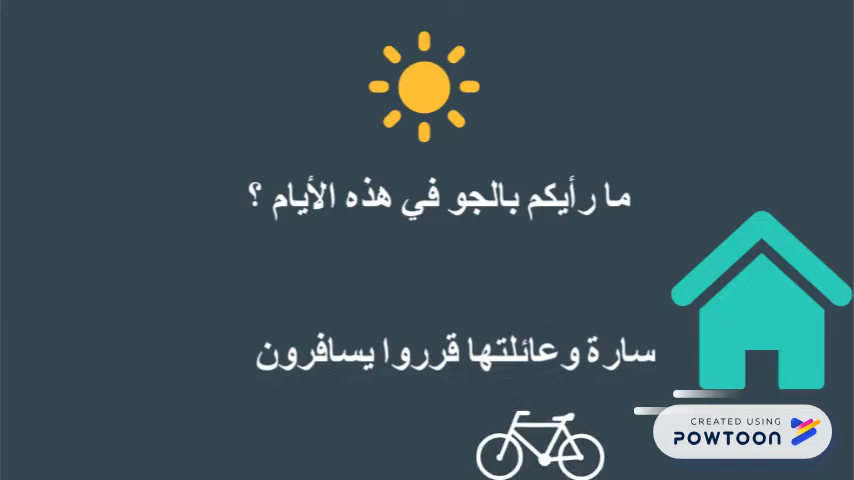 ما رأيكم بالجو في هذه الأيام ؟
سارة وعائلتها قرروا يسافرون
CREATED USING
POWTOON